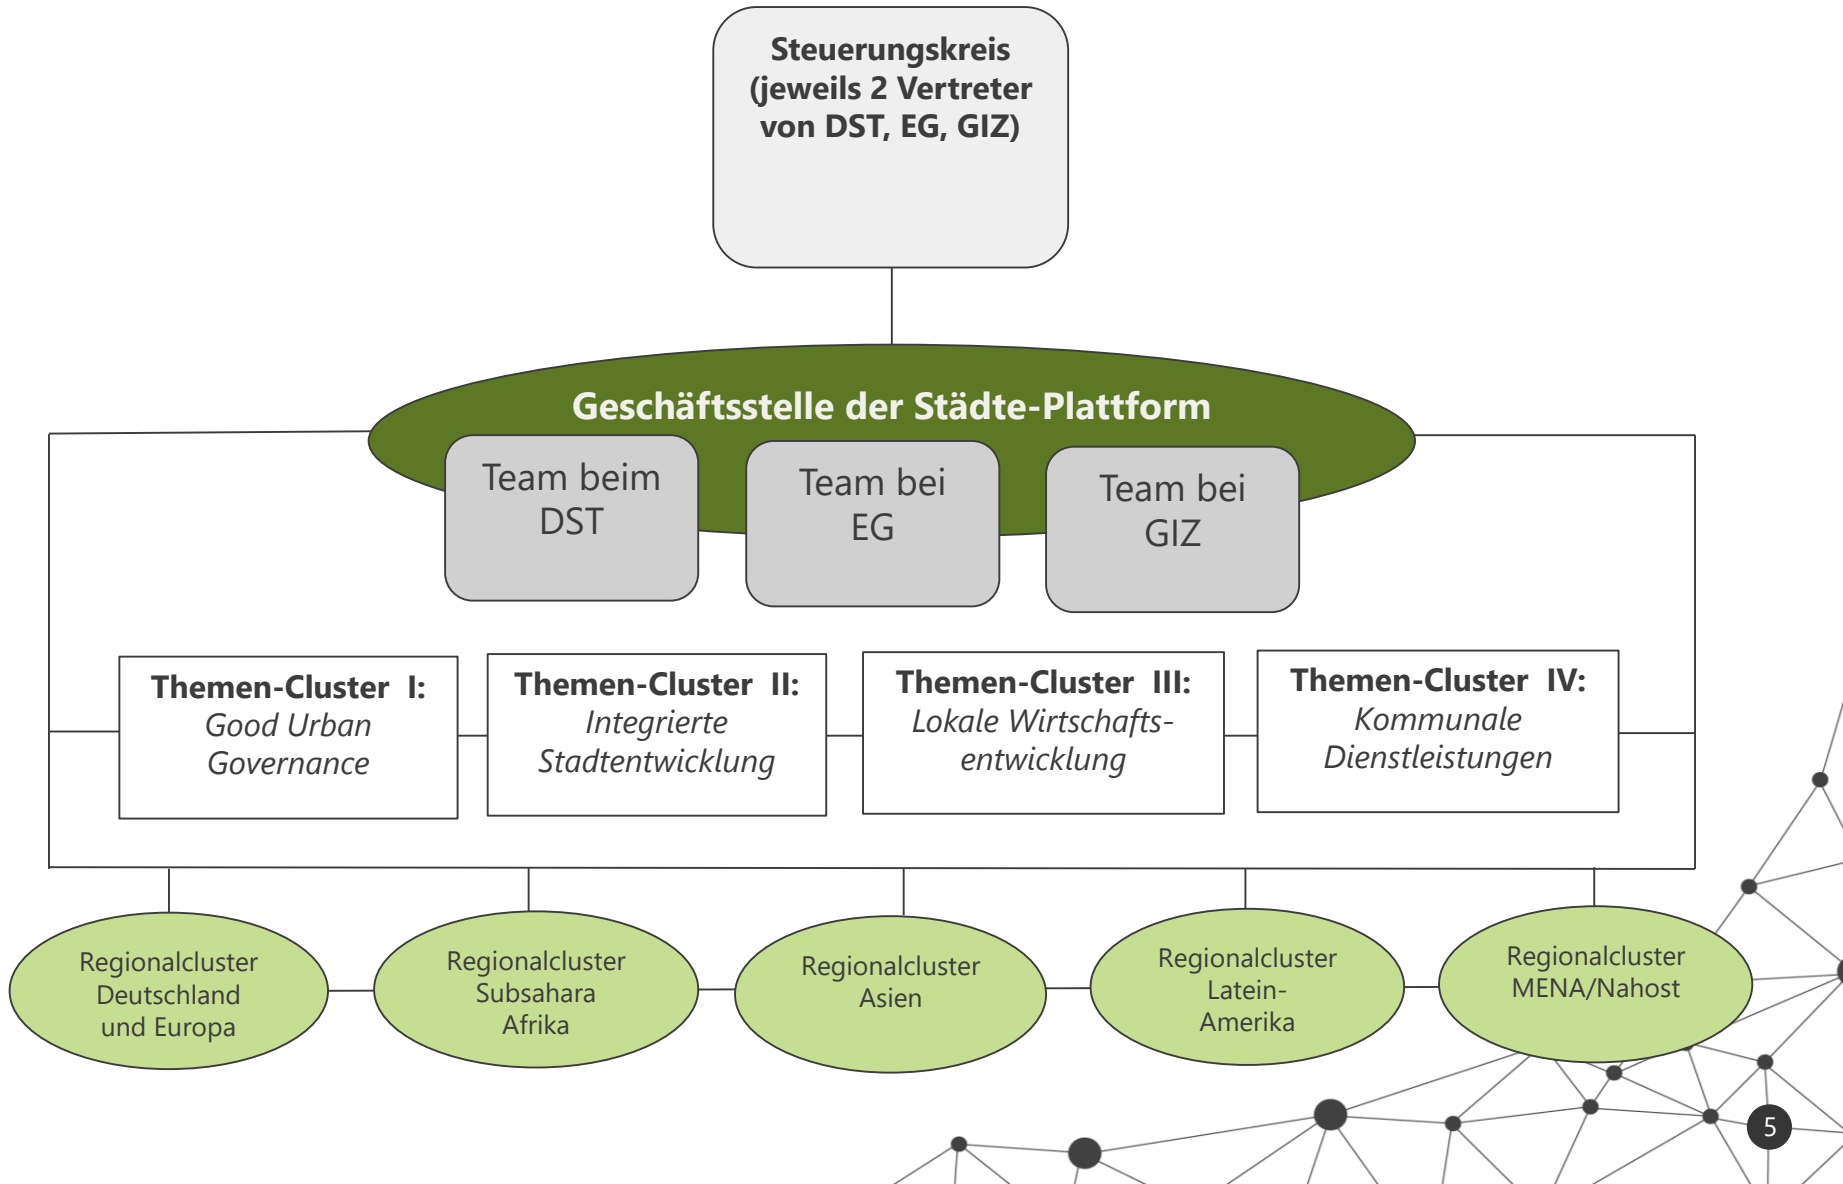 Steuerungskreis
(jeweils 2 Vertreter
von DST, EG, GIZ)
Geschäftsstelle der Städte-Plattform
Team beim
DST
Team bei
EG
Team bei
GIZ
Themen-Cluster I:
Good Urban
Governance
Themen-Cluster II:
Integrierte
Stadtentwicklung
Themen-Cluster III:
Lokale Wirtschafts-
entwicklung
Themen-Cluster IV:
Kommunale
Dienstleistungen
Regionalcluster
Deutschland
und Europa
Regionalcluster
Subsahara
Afrika
Regionalcluster
Asien
Regionalcluster
Latein-
Amerika
Regionalcluster
MENA/Nahost
5